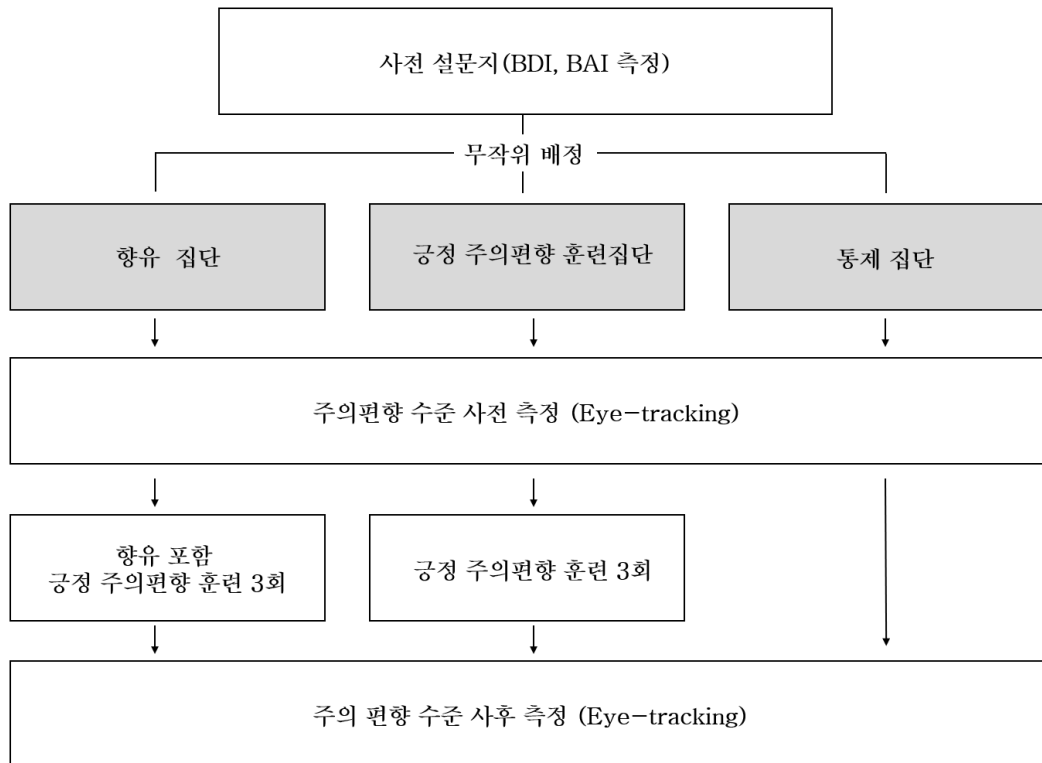 사전 설문지(BDI, BAI 측정)
무작위 배정
향유 집단
긍정 주의편향 훈련집단
통제 집단
주의편향 수준 사전 측정 (Eye-tracking)
향유 포함
긍정 주의편향 훈련 3회
긍정 주의편향 훈련 3회
주의 편향 수준 사후 측정 (Eye-tracking)